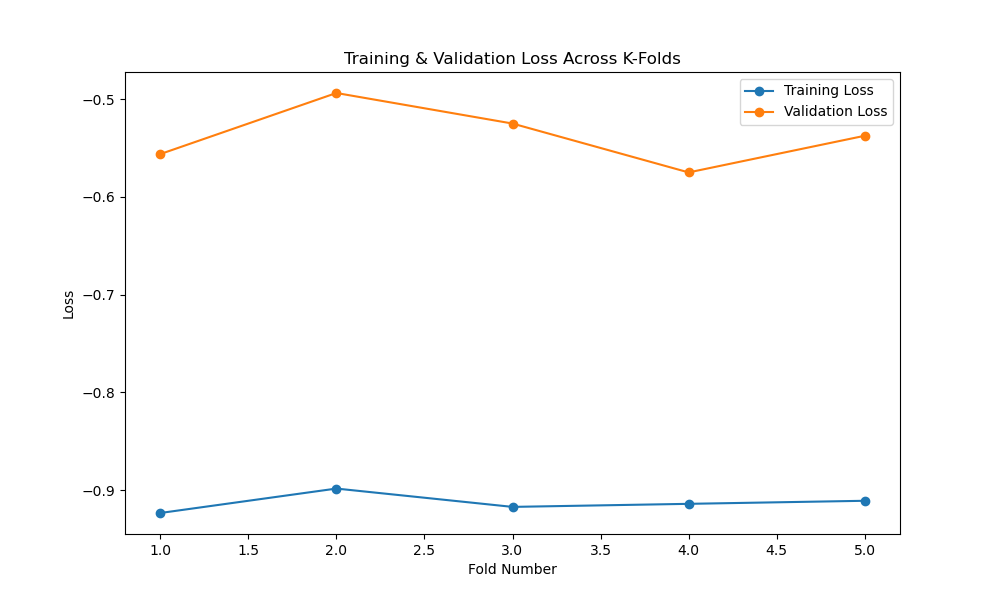 Training & Validation Loss Across K-Folds
Training Loss
Validation Loss
−0.5
−0.6
−0.7
−0.8
−0.9
Loss
1.0 1.5 2.0 2.5 3.0 3.5 4.0 4.5 5.0
Fold Number